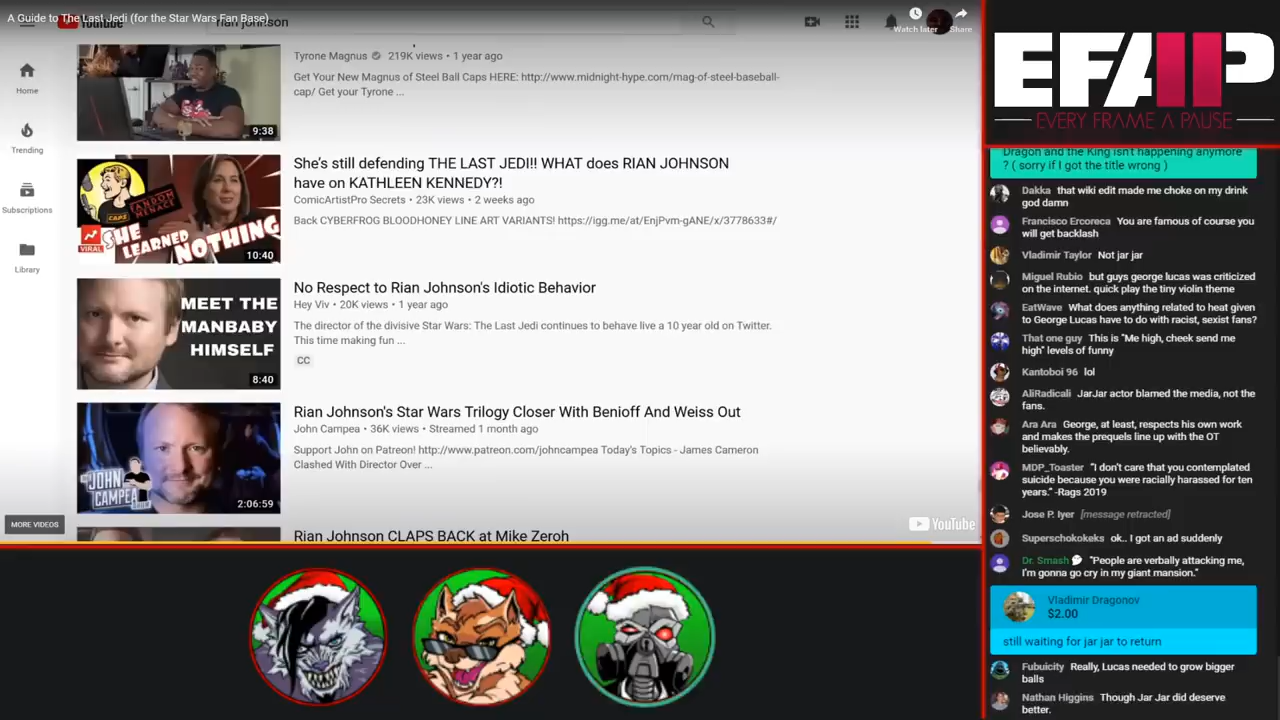 A Guide to The Last Jedi (for the Star Wars Fan Base)
YouTube
rian johnson
Watch later
Share
Home
Trending
Subscriptions
Library
Tyrone Magnus 219K views • 1 year ago
Get Your New Magnus of Steel Ball Caps HERE: http://www.midnight-hype.com/mag-of-steel-baseball-
cap/ Get your Tyrone ...
9:38
She's still defending THE LAST JEDI!! WHAT does RIAN JOHNSON
have on KATHLEEN KENNEDY?!
ComicArtistPro Secrets • 23K views • 2 weeks ago
Back CYBERFROG BLOODHONEY LINE ART VARIANTS! https://igg.me/at/EnjPvm-gANE/x/3778633#/
CAPS
FANDOM
MENACE
VIRAL
SHE LEARNED
NOTHING
10:40
No Respect to Rian Johnson's Idiotic Behavior
Hey Viv • 20K views • 1 year ago
The director of the divisive Star Wars: The Last Jedi continues to behave live a 10 year old on Twitter.
This time making fun ...
CC
MEET THE
MANBABY
HIMSELF
8:40
Rian Johnson's Star Wars Trilogy Closer With Benioff And Weiss Out
John Campea • 36K views • Streamed 1 month ago
Support John on Patreon! http://www.patreon.com/johncampea Today's Topics - James Cameron
Clashed With Director Over ...
THE
JOHN
CAMPEA
SHOW
2:06:59
Rian Johnson CLAPS BACK at Mike Zeroh
MORE VIDEOS
YouTube
EFAP
EVERY FRAME A PAUSE
Dragon and the King isn't happening anymore
? ( sorry if I got the title wrong )
Dakka that wiki edit made me choke on my drink
god damn
Francisco Ercoreca You are famous of course you
will get backlash
Vladimir Taylor Not jar jar
Miguel Rubio but guys george lucas was criticized
on the internet. quick play the tiny violin theme
EatWave What does anything related to heat given
to George Lucas have to do with racist, sexist fans?
That one guy This is "Me high, cheek send me
high" levels of funny
Kantoboi 96 lol
AliRadicali JarJar actor blamed the media, not the
fans.
Ara Ara George, at least, respects his own work
and makes the prequels line up with the OT
believably.
MDP_Toaster "I don't care that you contemplated
suicide because you were racially harassed for ten
years." -Rags 2019
Jose P. Iyer [message retracted]
Superschokokeks ok.. I got an ad suddenly
Dr. Smash "People are verbally attacking me,
I'm gonna go cry in my giant mansion."
Vladimir Dragonov
$2.00
still waiting for jar jar to return
Fubuicity Really, Lucas needed to grow bigger
balls
Nathan Higgins Though Jar Jar did deserve
better.